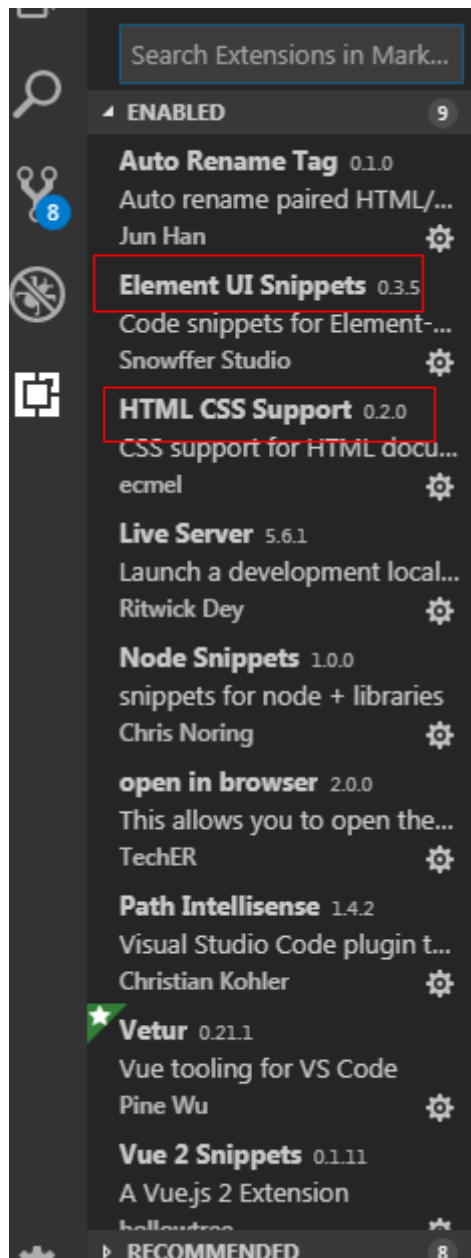 Search Extensions in Mark...
ENABLED 9
Auto Rename Tag 0.1.0
Auto rename paired HTML/...
Jun Han
8
Element UI Snippets 0.3.5
Code snippets for Element-...
Snowffer Studio
HTML CSS Support 0.2.0
CSS support for HTML docu...
ecmel
Live Server 5.6.1
Launch a development local...
Ritwick Dey
Node Snippets 1.0.0
snippets for node + libraries
Chris Noring
open in browser 2.0.0
This allows you to open the...
TechER
Path Intellisense 1.4.2
Visual Studio Code plugin t...
Christian Kohler
Vetur 0.21.1
Vue tooling for VS Code
Pine Wu
Vue 2 Snippets 0.1.11
A Vue.js 2 Extension
hollowtree
RECOMMENDED 8